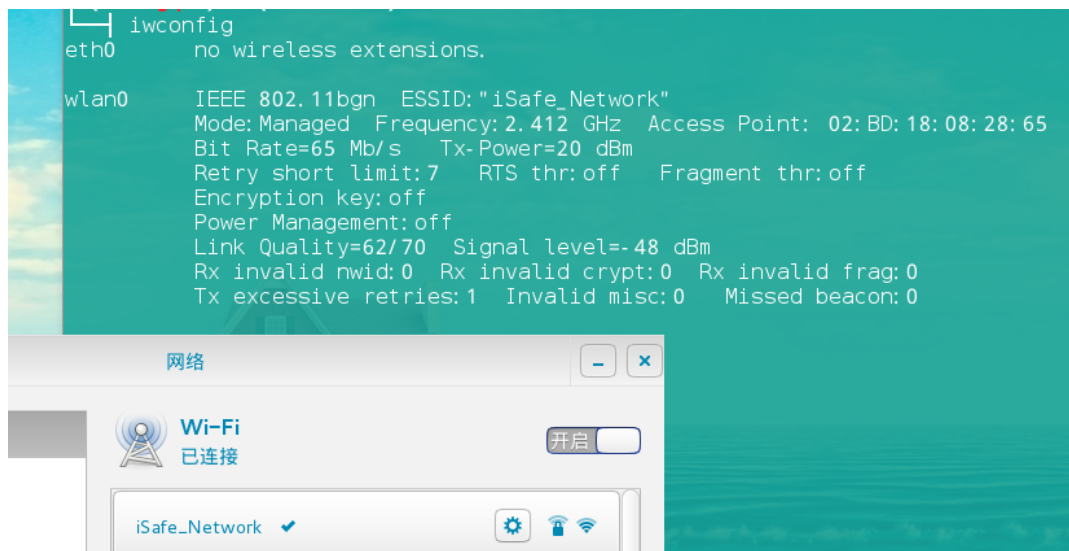 iwconfig
eth0 no wireless extensions.
wlan0 IEEE 802.11bgn ESSID:"iSafe_Network"
Mode:Managed Frequency:2.412 GHz Access Point: 02:BD:18:08:28:65
Bit Rate=65 Mb/s Tx-Power=20 dBm
Retry short limit:7 RTS thr:off Fragment thr:off
Encryption key:off
Power Management:off
Link Quality=62/70 Signal level=-48 dBm
Rx invalid nwid:0 Rx invalid crypt:0 Rx invalid frag:0
Tx excessive retries:1 Invalid misc:0 Missed beacon:0
网络
Wi-Fi
开启
已连接
iSafe_Network